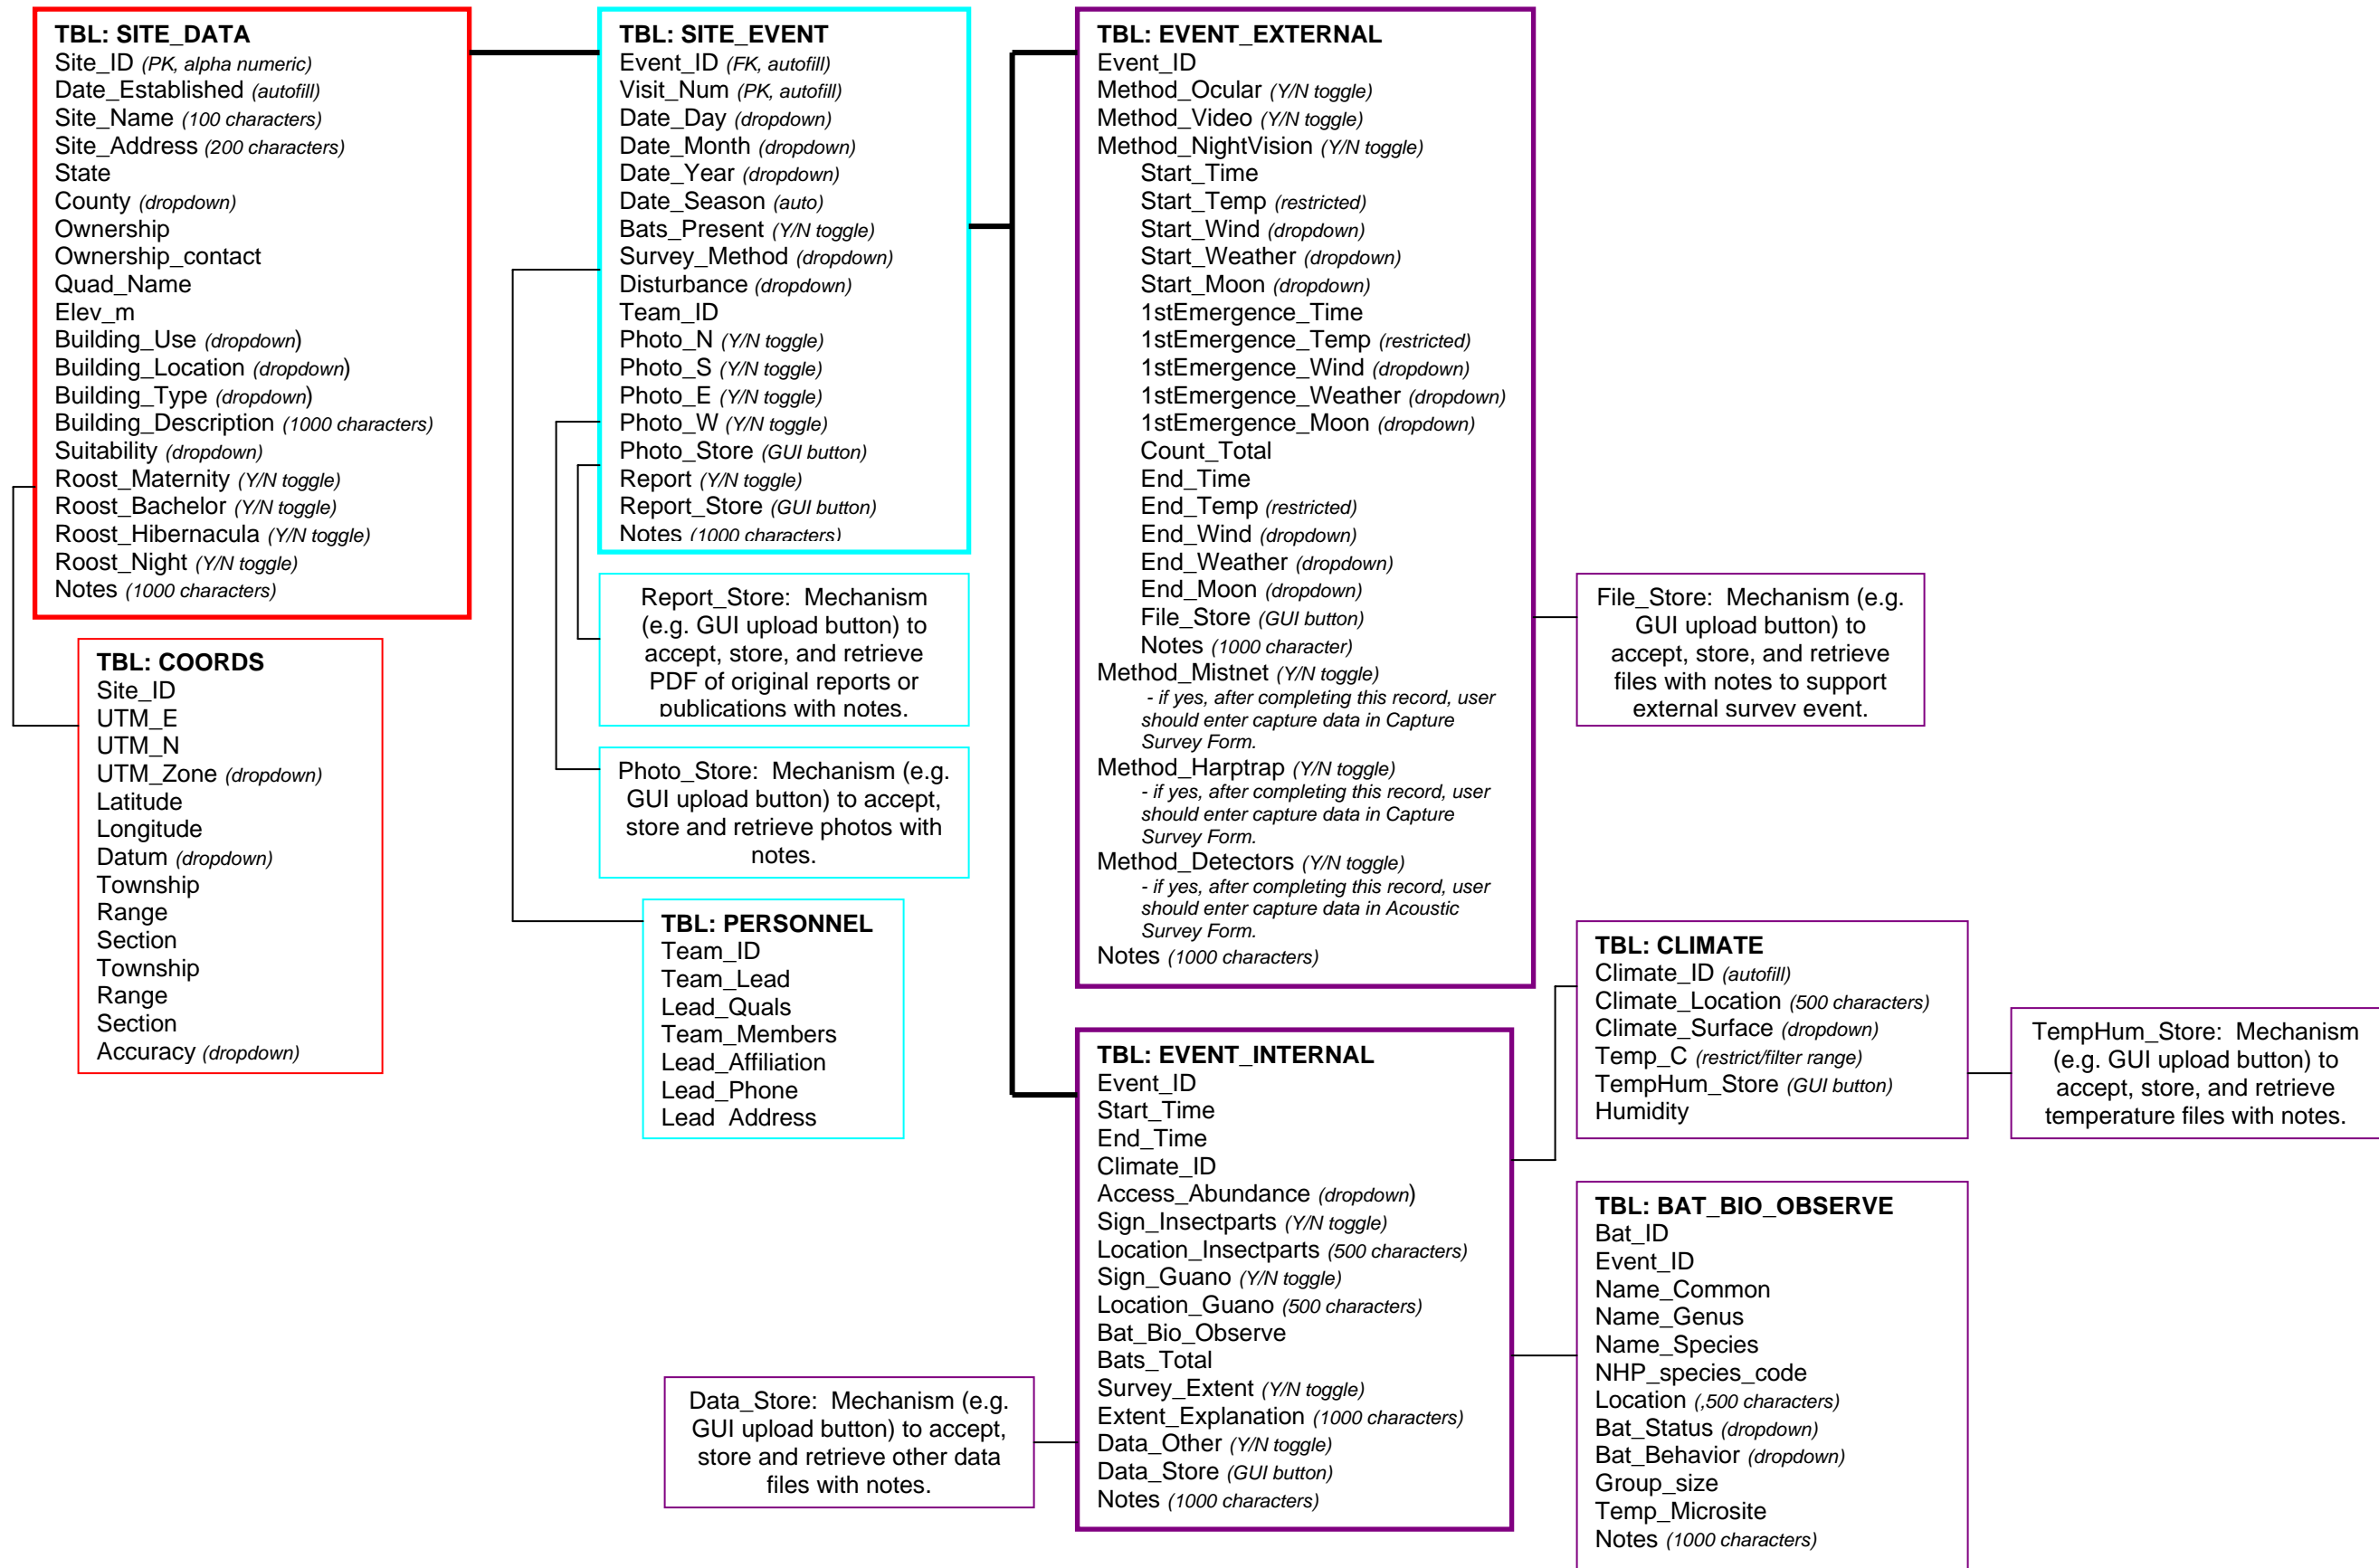 TBL: SITE_DATA
Site_ID (PK, alpha numeric)
Date_Established (autofill)
Site_Name (100 characters)
Site_Address (200 characters)
State
County (dropdown)
Ownership
Ownership_contact
Quad_Name
Elev_m
Building_Use (dropdown)
Building_Location (dropdown)
Building_Type (dropdown)
Building_Description (1000 characters)
Suitability (dropdown)
Roost_Maternity (Y/N toggle)
Roost_Bachelor (Y/N toggle)
Roost_Hibernacula (Y/N toggle)
Roost_Night (Y/N toggle)
Notes (1000 characters)
TBL: COORDS
Site_ID
UTM_E
UTM_N
UTM_Zone (dropdown)
Latitude
Longitude
Datum (dropdown)
Township
Range
Section
Township
Range
Section
Accuracy (dropdown)
TBL: SITE_EVENT
Event_ID (FK, autofill)
Visit_Num (PK, autofill)
Date_Day (dropdown)
Date_Month (dropdown)
Date_Year (dropdown)
Date_Season (auto)
Bats_Present (Y/N toggle)
Survey_Method (dropdown)
Disturbance (dropdown)
Team_ID
Photo_N (Y/N toggle)
Photo_S (Y/N toggle)
Photo_E (Y/N toggle)
Photo_W (Y/N toggle)
Photo_Store (GUI button)
Report (Y/N toggle)
Report_Store (GUI button)
Notes (1000 characters)
Report_Store: Mechanism
(e.g. GUI upload button) to
accept, store, and retrieve
PDF of original reports or
publications with notes.
Photo_Store: Mechanism (e.g.
GUI upload button) to accept,
store and retrieve photos with
notes.
TBL: PERSONNEL
Team_ID
Team_Lead
Lead_Quals
Team_Members
Lead_Affiliation
Lead_Phone
Lead_Address
TBL: EVENT_EXTERNAL
Event_ID
Method_Ocular (Y/N toggle)
Method_Video (Y/N toggle)
Method_NightVision (Y/N toggle)
Start_Time
Start_Temp (restricted)
Start_Wind (dropdown)
Start_Weather (dropdown)
Start_Moon (dropdown)
1stEmergence_Time
1stEmergence_Temp (restricted)
1stEmergence_Wind (dropdown)
1stEmergence_Weather (dropdown)
1stEmergence_Moon (dropdown)
Count_Total
End_Time
End_Temp (restricted)
End_Wind (dropdown)
End_Weather (dropdown)
End_Moon (dropdown)
File_Store (GUI button)
Notes (1000 character)
Method_Mistnet (Y/N toggle)
- if yes, after completing this record, user
should enter capture data in Capture
Survey Form.
Method_Harptrap (Y/N toggle)
- if yes, after completing this record, user
should enter capture data in Capture
Survey Form.
Method_Detectors (Y/N toggle)
- if yes, after completing this record, user
should enter capture data in Acoustic
Survey Form.
Notes (1000 characters)
File_Store: Mechanism (e.g.
GUI upload button) to
accept, store, and retrieve
files with notes to support
external survey event.
TBL: EVENT_INTERNAL
Event_ID
Start_Time
End_Time
Climate_ID
Access_Abundance (dropdown)
Sign_Insectparts (Y/N toggle)
Location_Insectparts (500 characters)
Sign_Guano (Y/N toggle)
Location_Guano (500 characters)
Bat_Bio_Observe
Bats_Total
Survey_Extent (Y/N toggle)
Extent_Explanation (1000 characters)
Data_Other (Y/N toggle)
Data_Store (GUI button)
Notes (1000 characters)
Data_Store: Mechanism (e.g.
GUI upload button) to accept,
store and retrieve other data
files with notes.
TBL: CLIMATE
Climate_ID (autofill)
Climate_Location (500 characters)
Climate_Surface (dropdown)
Temp_C (restrict/filter range)
TempHum_Store (GUI button)
Humidity
TempHum_Store: Mechanism
(e.g. GUI upload button) to
accept, store, and retrieve
temperature files with notes.
TBL: BAT_BIO_OBSERVE
Bat_ID
Event_ID
Name_Common
Name_Genus
Name_Species
NHP_species_code
Location (,500 characters)
Bat_Status (dropdown)
Bat_Behavior (dropdown)
Group_size
Temp_Microsite
Notes (1000 characters)